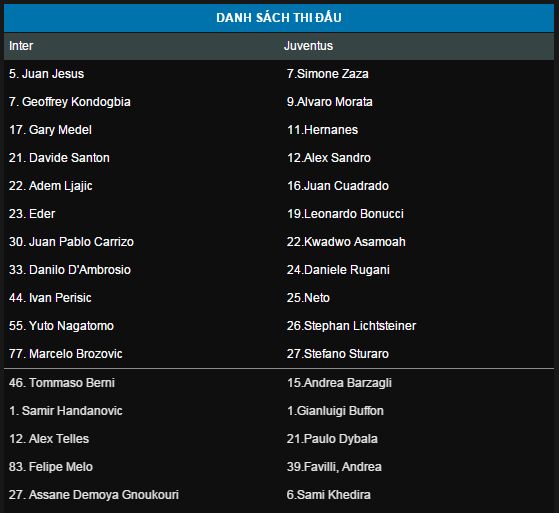 DANH SÁCH THI ĐẤU
Inter Juventus
5. Juan Jesus 7.Simone Zaza
7. Geoffrey Kondogbia 9.Alvaro Morata
17. Gary Medel 11.Hernanes
21. Davide Santon 12.Alex Sandro
22. Adem Ljajic 16.Juan Cuadrado
23. Eder 19.Leonardo Bonucci
30. Juan Pablo Carrizo 22.Kwadwo Asamoah
33. Danilo D'Ambrosio 24.Daniele Rugani
44. Ivan Perisic 25.Neto
55. Yuto Nagatomo 26.Stephan Lichtsteiner
77. Marcelo Brozovic 27.Stefano Sturaro
46. Tommaso Berni 15.Andrea Barzagli
1. Samir Handanovic 1.Gianluigi Buffon
12. Alex Telles 21.Paulo Dybala
83. Felipe Melo 39.Favilli, Andrea
27. Assane Demoya Gnoukouri 6.Sami Khedira